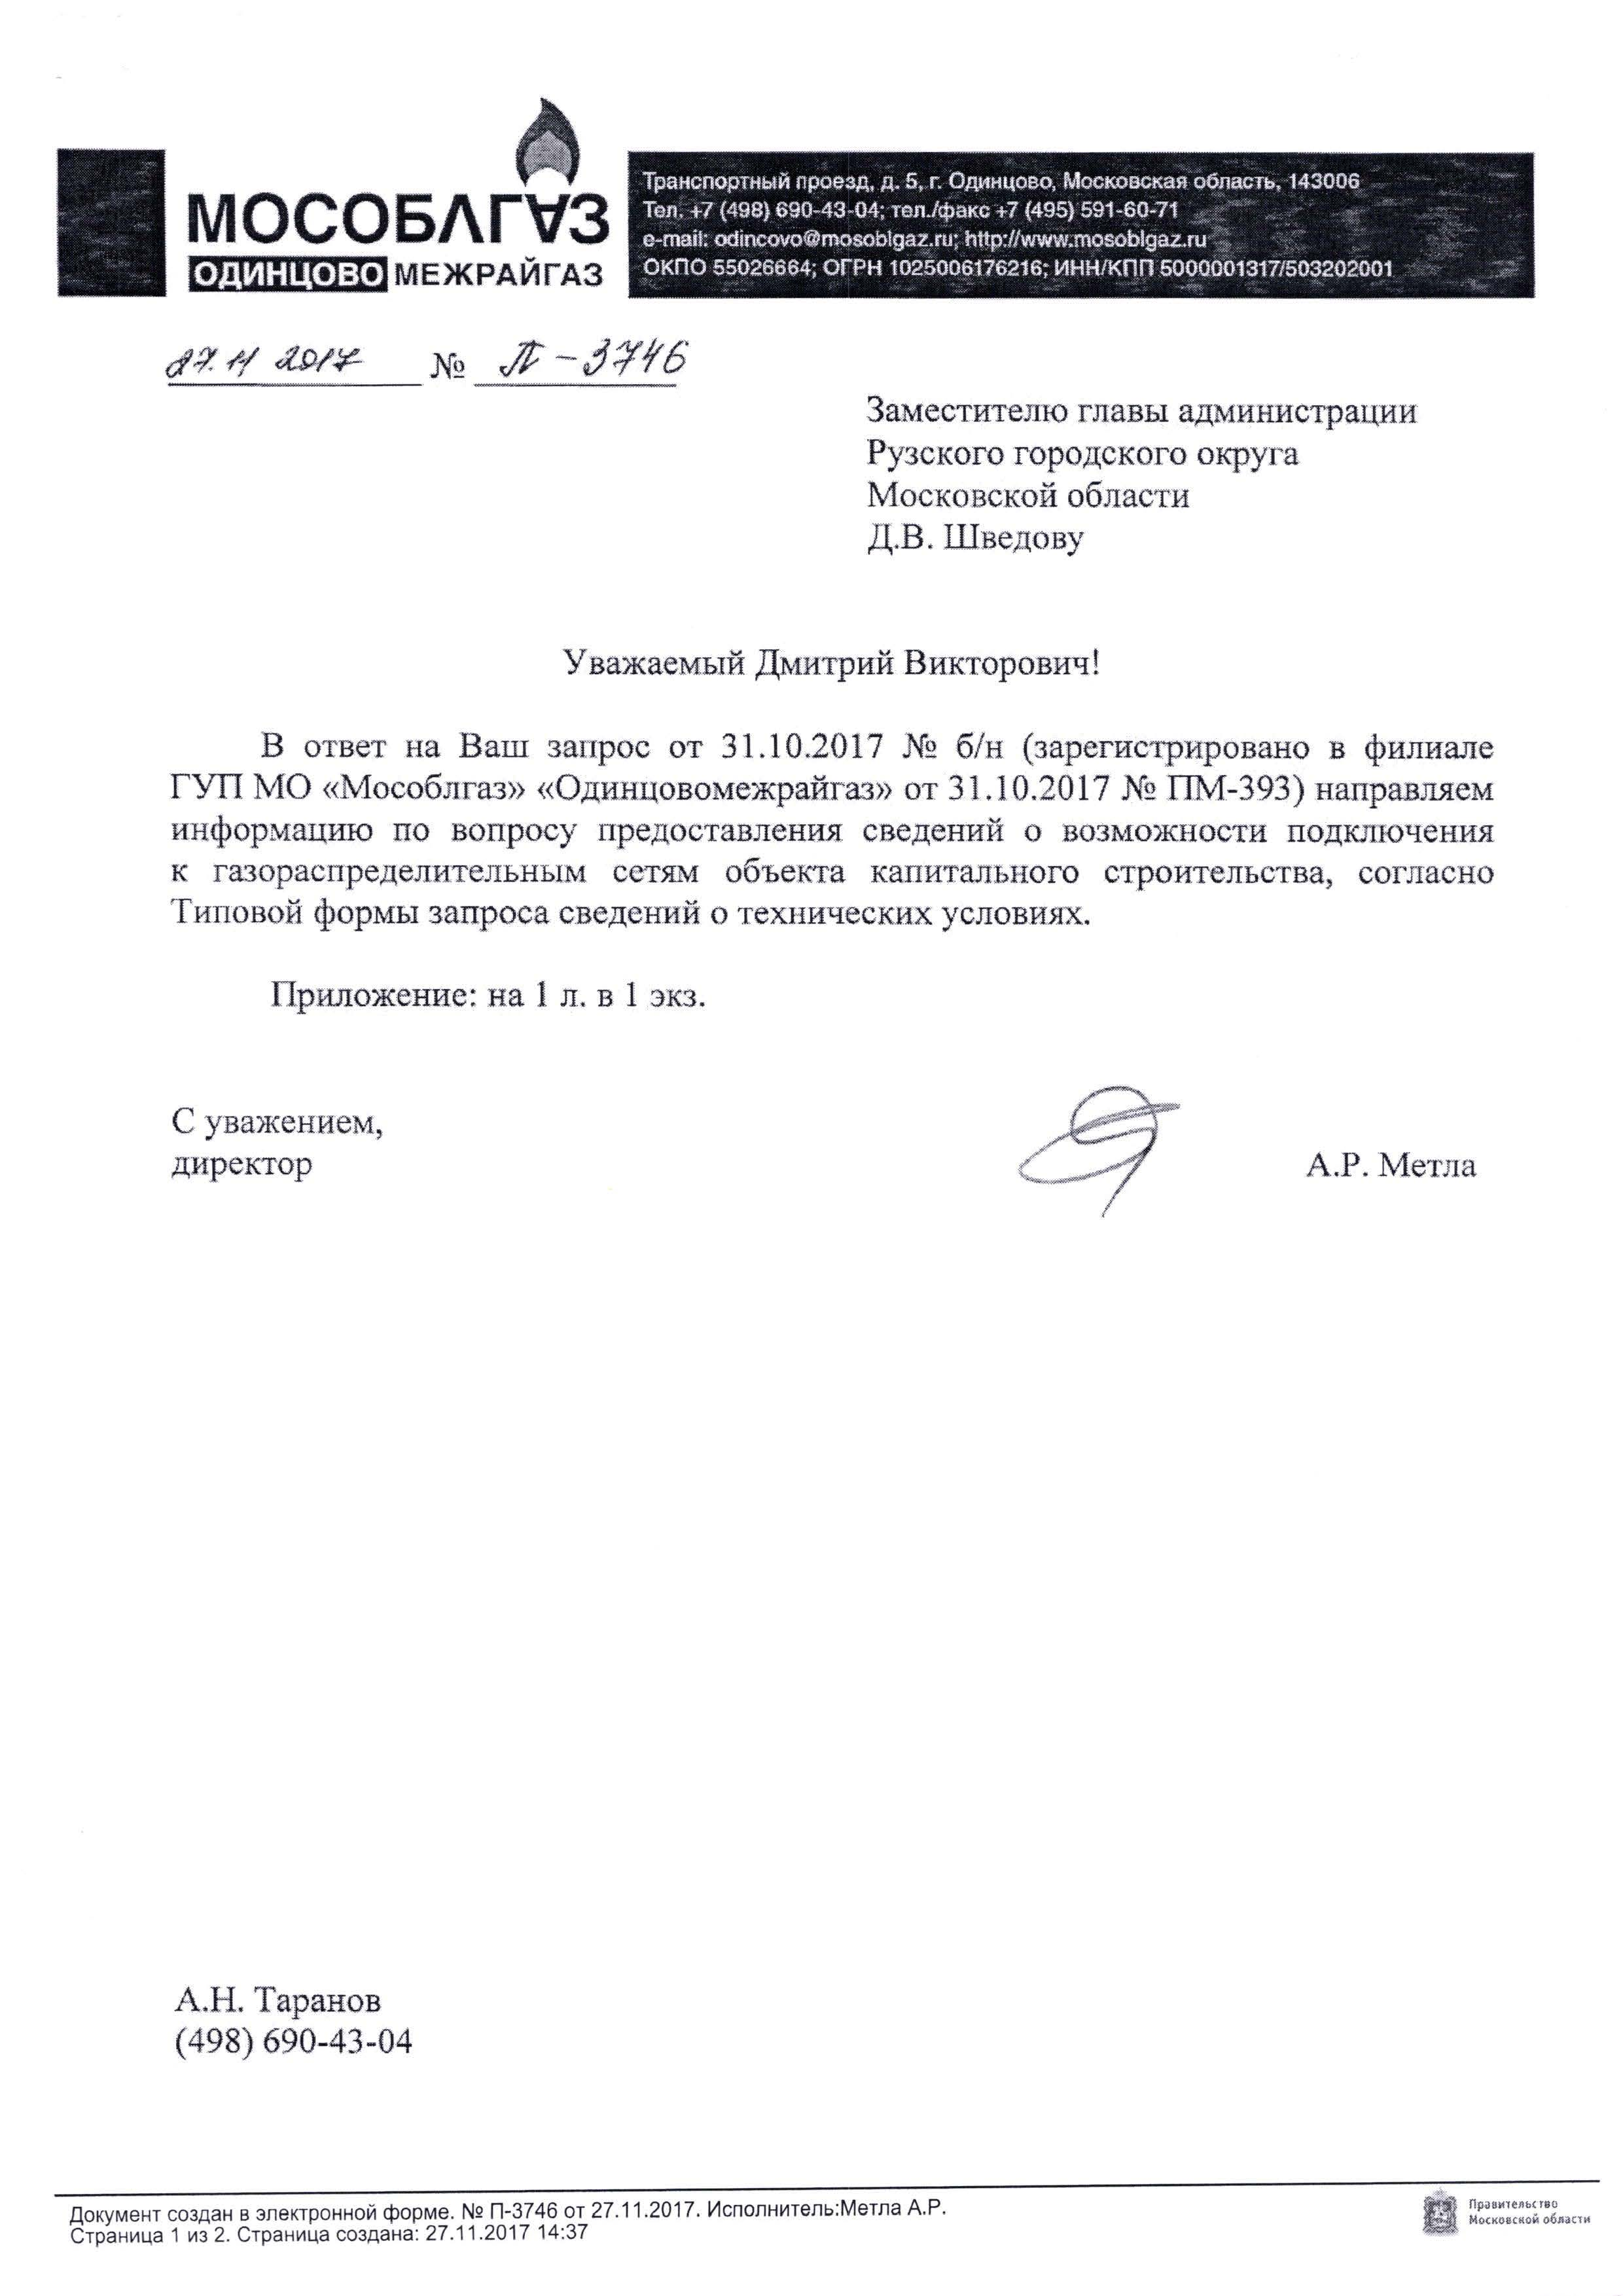 МОСОБЛГАЗ
ОДИНЦОВО МЕЖРАЙГАЗ
Транспортный проезд, д. 5, г. Одинцово, Московская область, 143006
Тел. +7 (498) 690-43-04; тел./факс +7 (495) 591-60-71
e-mail: odincovo@mosoblgaz.ru; http://www.mosoblgaz.ru
ОКПО 55026664; ОГРН 1025006176216; ИНН/КПП 5000001317/503202001
27.11 2017 № П-3746
Заместителю главы администрации
Рузского городского округа
Московской области
Д.В. Шведову
Уважаемый Дмитрий Викторович!
В ответ на Ваш запрос от 31.10.2017 № б/н (зарегистрировано в филиале
ГУП МО «Мособлгаз» «Одинцовомежрайгаз» от 31.10.2017 № ПМ-393) направляем
информацию по вопросу предоставления сведений о возможности подключения
к газораспределительным сетям объекта капитального строительства, согласно
Типовой формы запроса сведений о технических условиях.
Приложение: на 1 л. в 1 экз.
С уважением,
директор
А.Р. Метла
А.Н. Таранов
(498) 690-43-04
Документ создан в электронной форме. № П-3746 от 27.11.2017. Исполнитель:Метла А.Р.
Страница 1 из 2. Страница создана: 27.11.2017 14:37
Правительство
Московской области